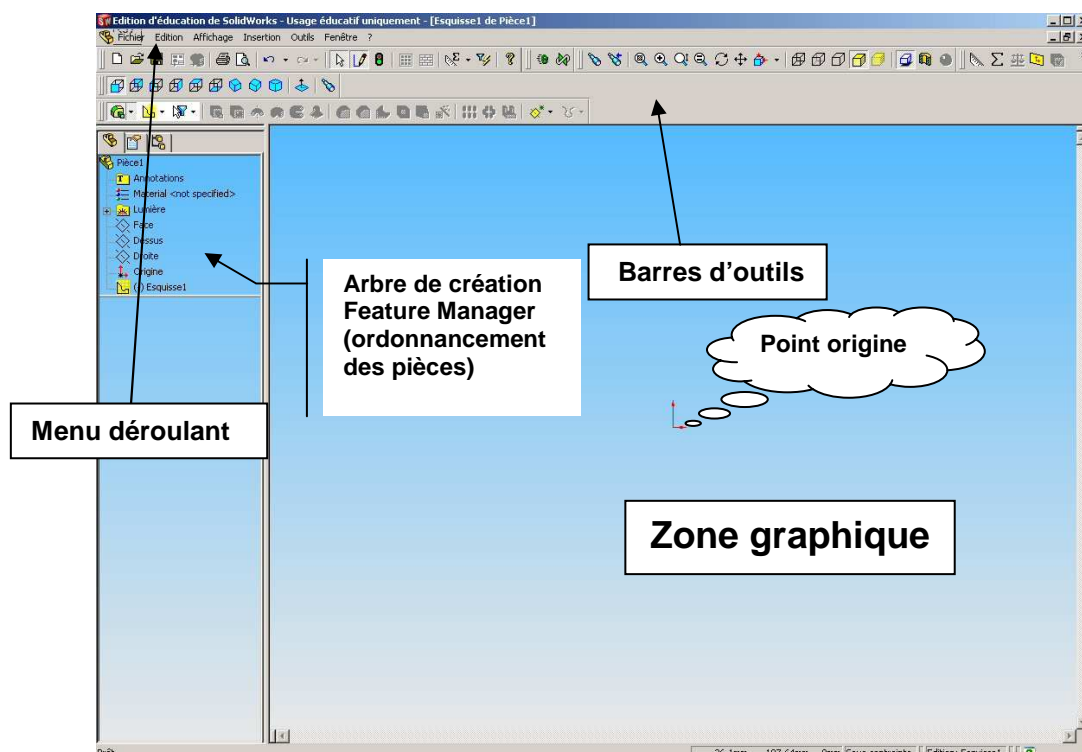 Edition d'éducation de SolidWorks - Usage éducatif uniquement - [Esquisse1 de Pièce1]
Fichier Edition Affichage Insertion Outils Fenêtre ?
Pièce1
Annotations
Material <not specified>
Lumière
Face
Dessus
Droite
Origine
(-) Esquisse1
Arbre de création
Feature Manager
(ordonnancement
des pièces)
Barres d'outils
Point origine
Menu déroulant
Zone graphique